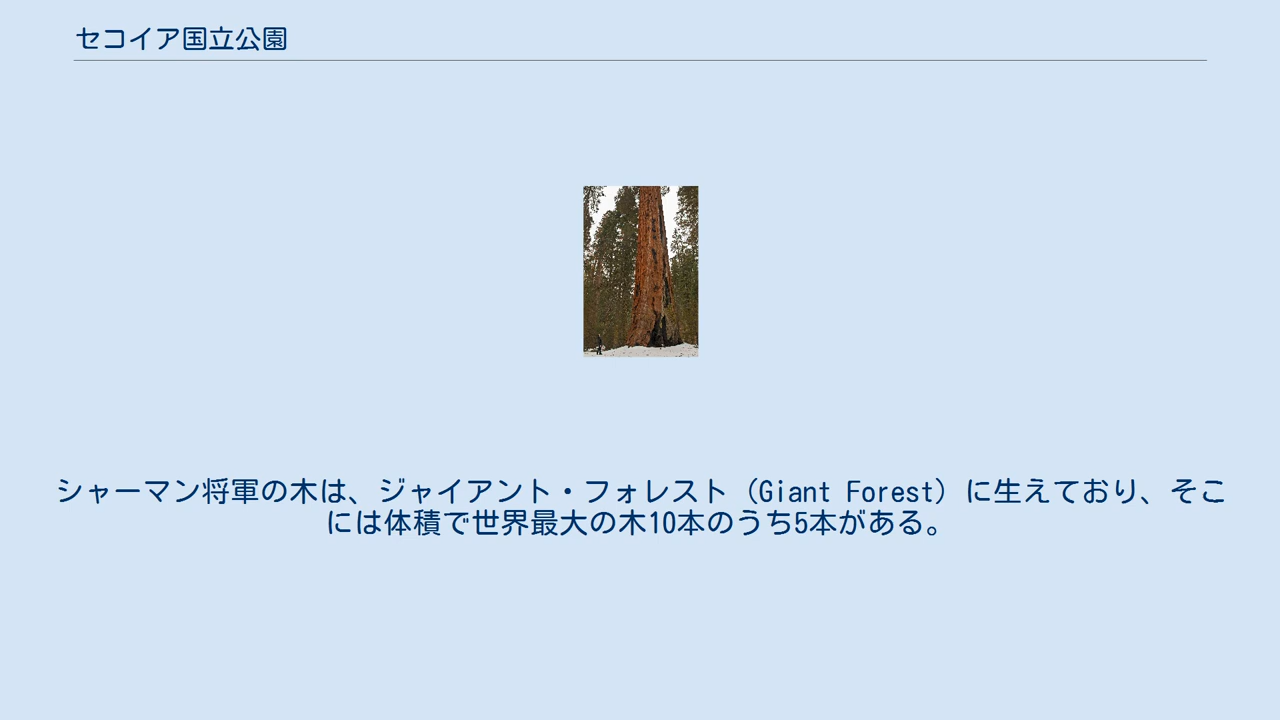 セコイア国立公園
シャーマン将軍の木は、ジャイアント・フォレスト（Giant Forest）に生えており、そこ
には体積で世界最大の木10本のうち5本がある。